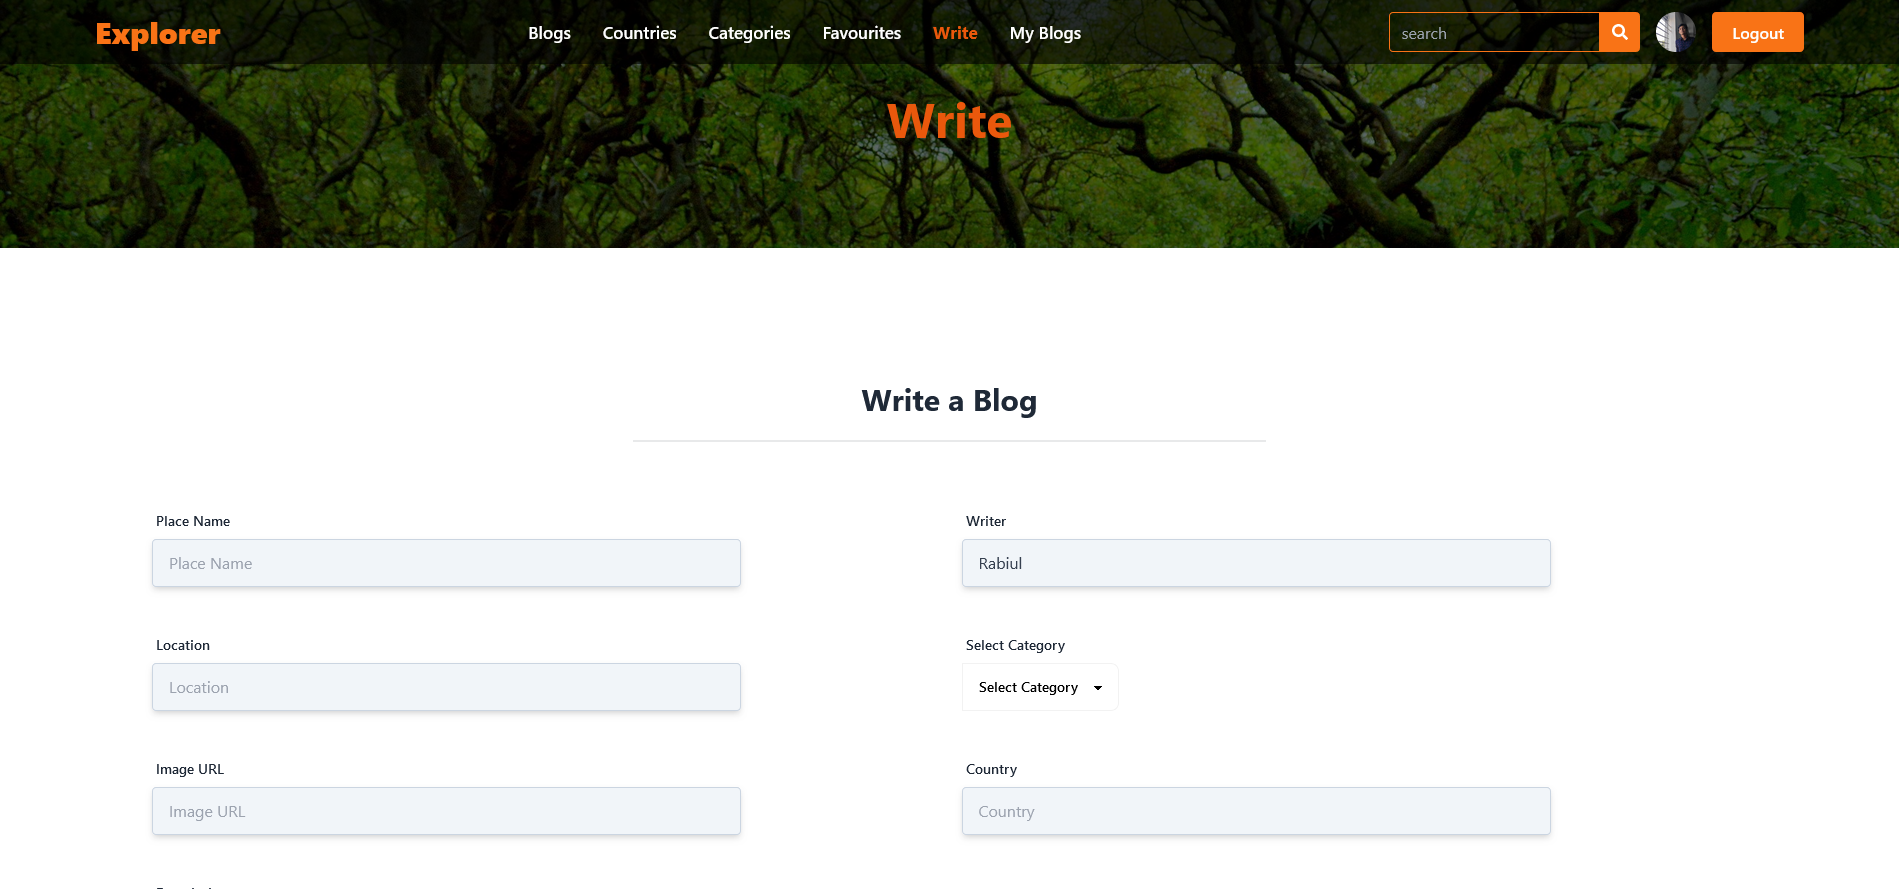 Explorer
Blogs
Countries
Categories
Favourites
Write
My Blogs
search
Logout
Write
Write a Blog
Place Name
Writer
Place Name
Rabiul
Location
Select Category
Location
Select Category
Image URL
Country
Image URL
Country